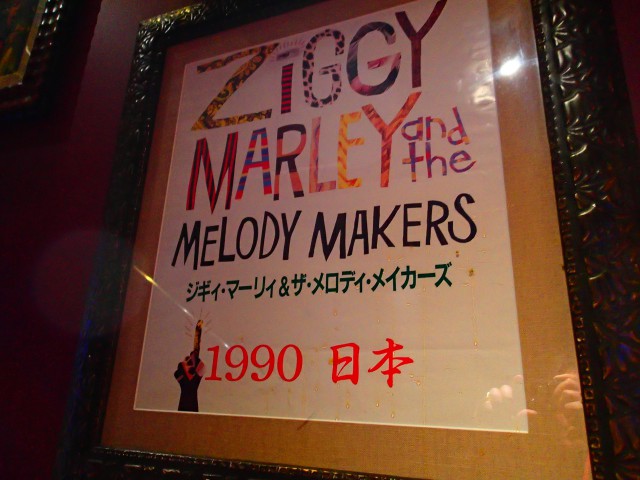 ZIGGY
MARLEY and the
MELODY MAKERS
ジギィ・マーリィ&ザ・メロディ・メイカーズ
1990 日本